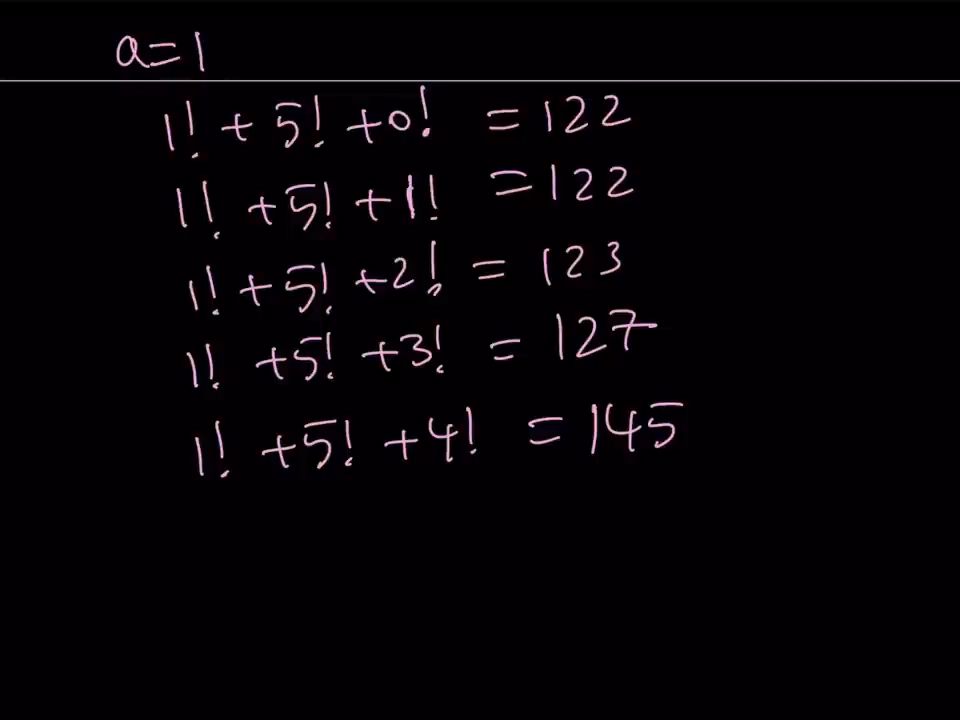 a=1
1! + 5! + 0! = 122
1! + 5! + 1! = 122
1! + 5! + 2! = 123
1! + 5! + 3! = 127
1! + 5! + 4! = 145